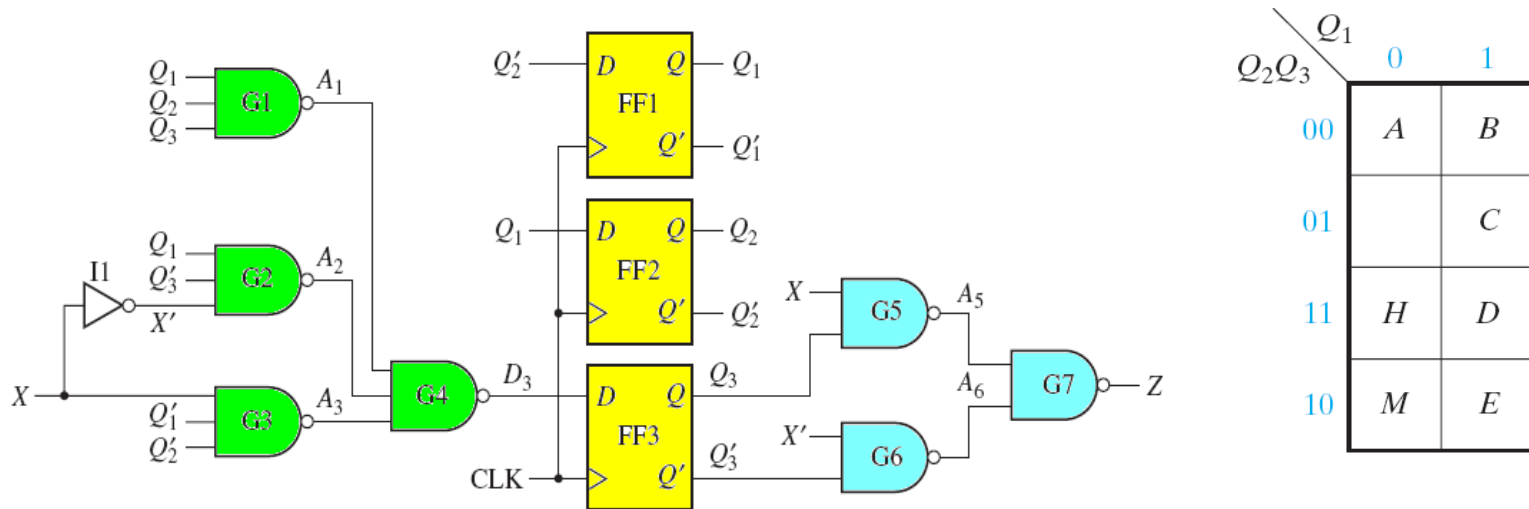 Q₁
Q₂
Q₃
G1
A₁
I1
X′
Q₁
Q₃′
G2
A₂
X
Q₁′
Q₂′
G3
A₃
G4
D₃
Q₂′
D Q
Q₁
FF1
Q′
Q₁′
Q₁
D Q
Q₂
FF2
Q′
Q₂′
D Q
Q₃
FF3
CLK
Q′
Q₃′
X
G5
A₅
X′
G6
A₆
G7
Z
Q₁
Q₂Q₃
0 1
00 A B
01 C
11 H D
10 M E